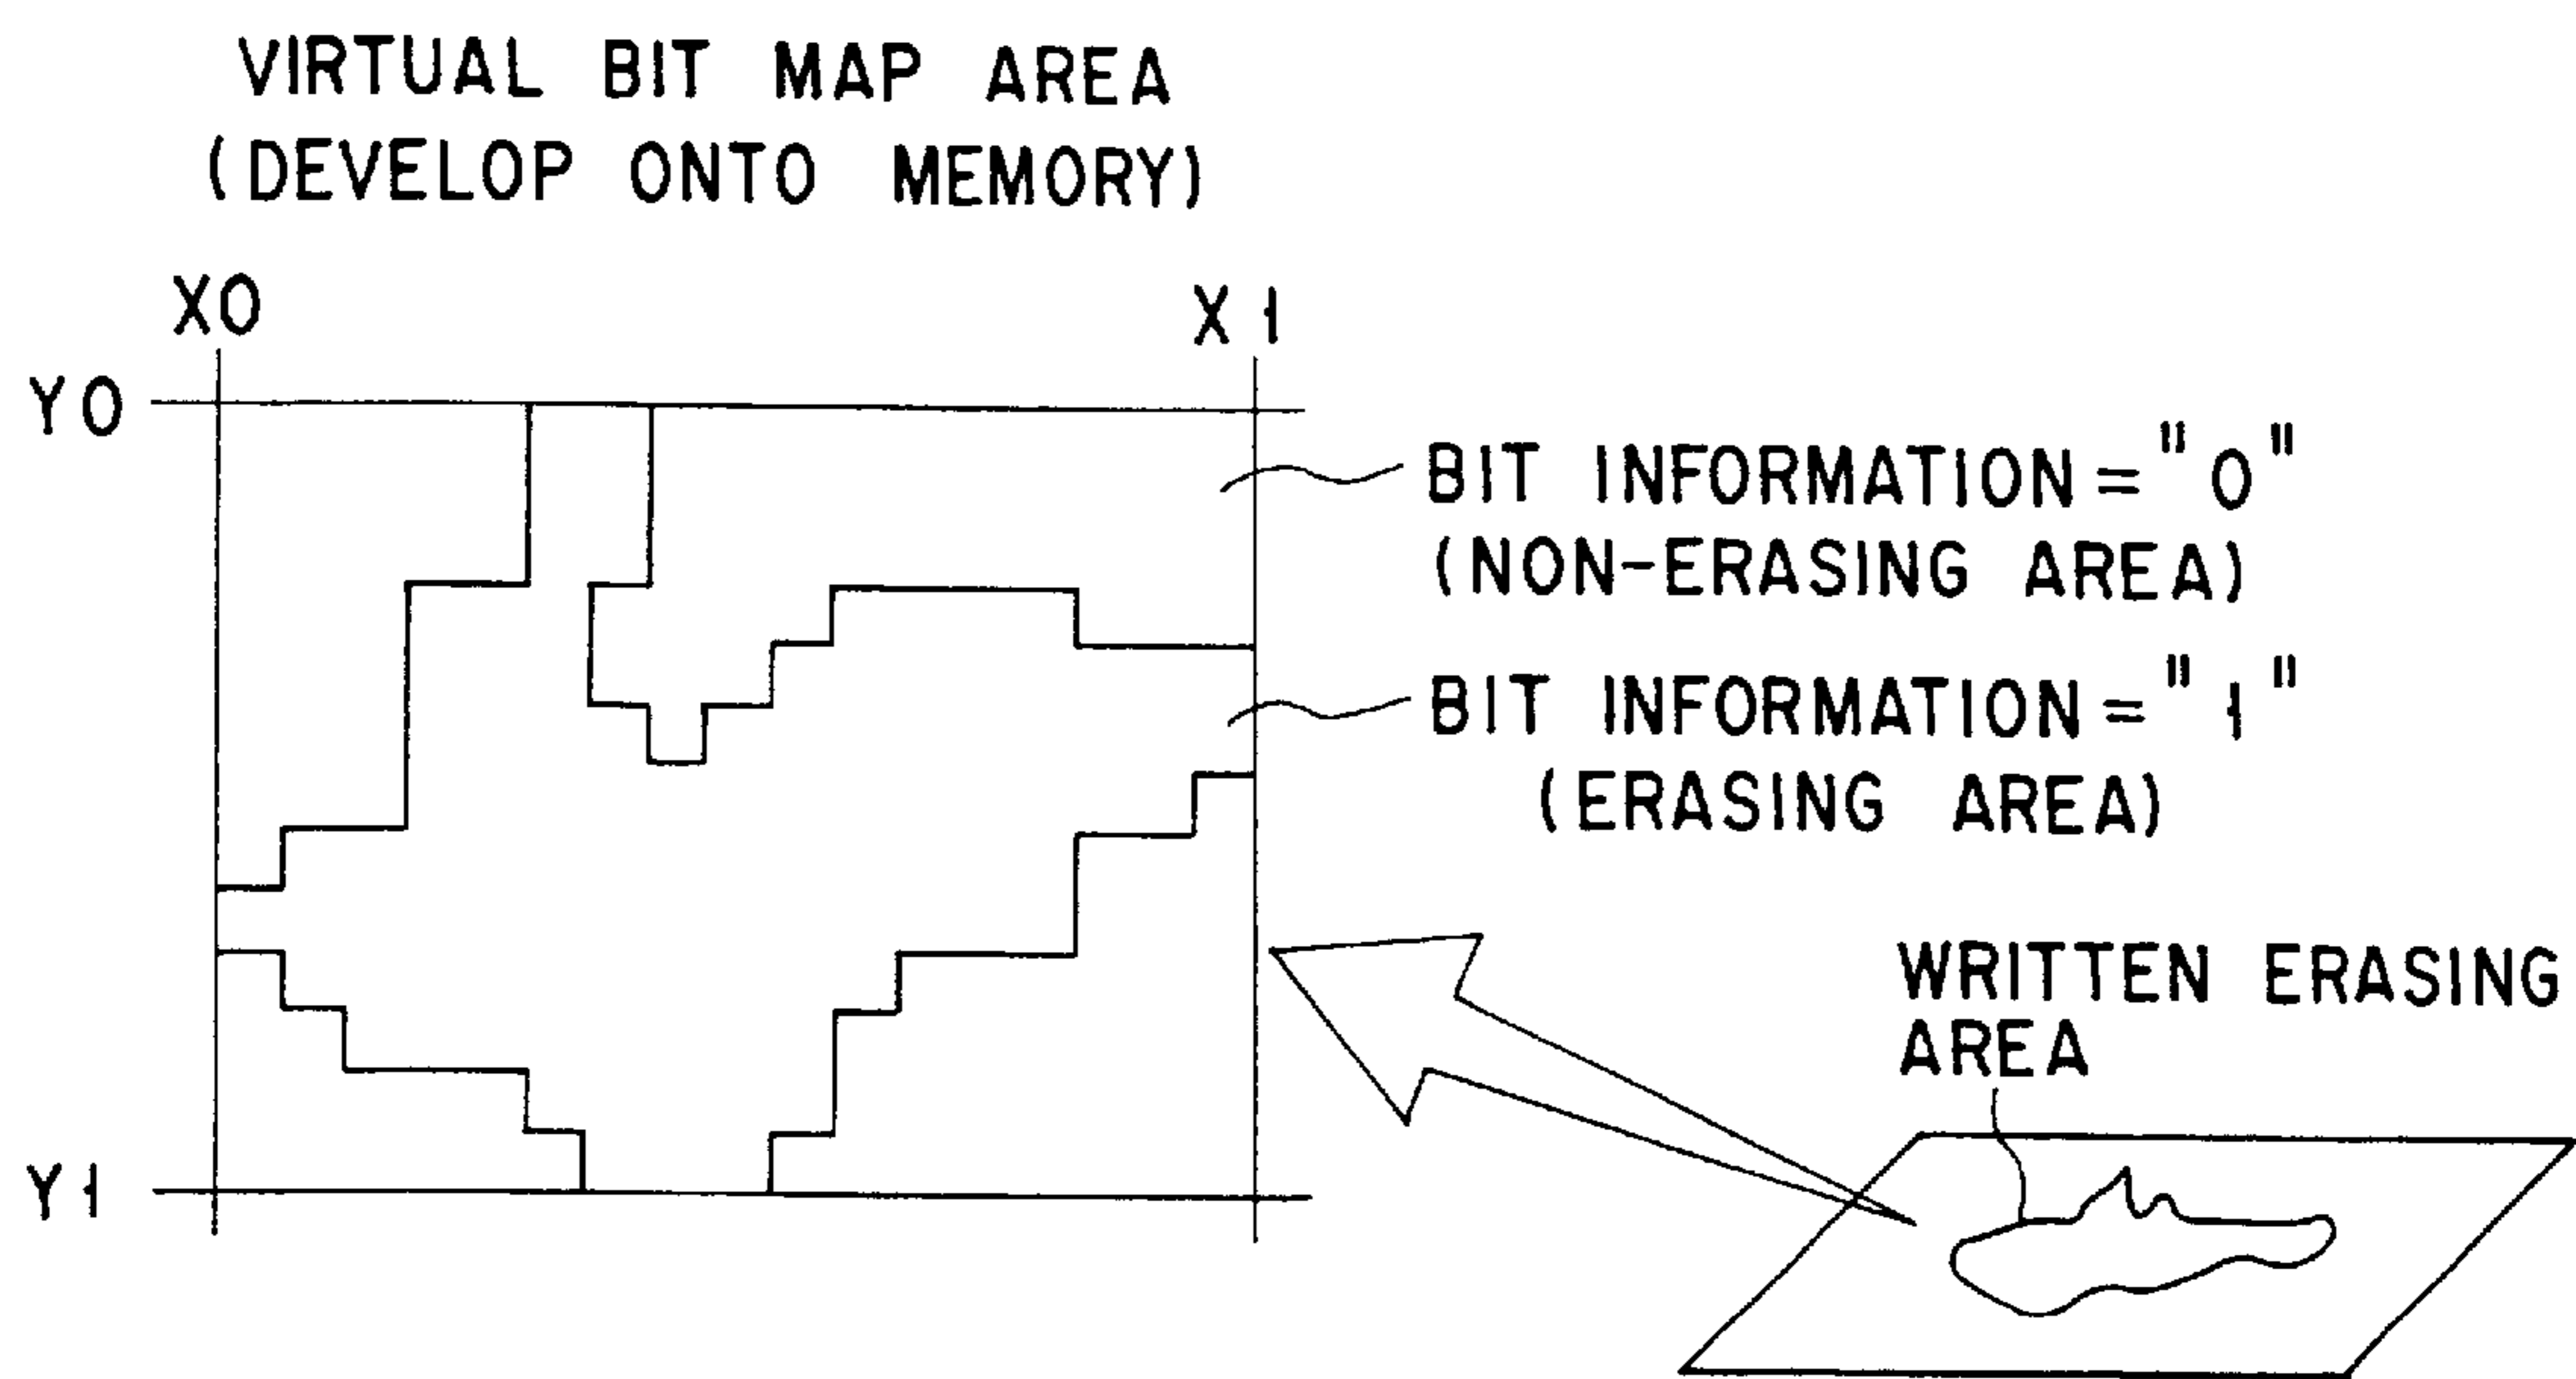 VIRTUAL BIT MAP AREA
(DEVELOP ONTO MEMORY)
X0
X1
Y0
BIT INFORMATION = "0"
(NON-ERASING AREA)
BIT INFORMATION = "1"
(ERASING AREA)
WRITTEN ERASING
AREA
Y1